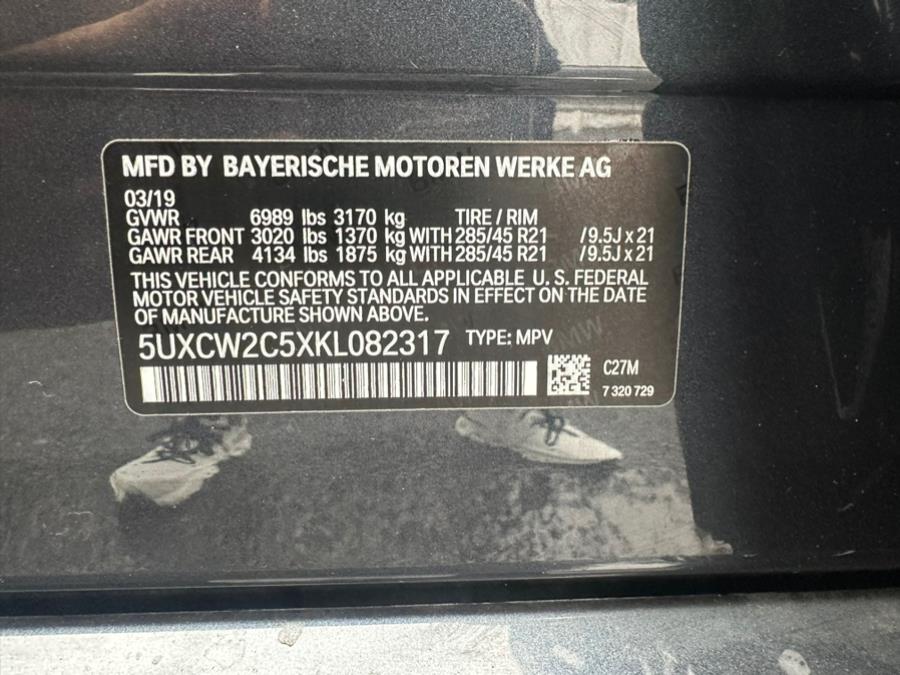 MFD BY BAYERISCHE MOTOREN WERKE AG
03/19
GVWR 6989 lbs 3170 kg TIRE / RIM
GAWR FRONT 3020 lbs 1370 kg WITH 285/45 R21 /9.5J x 21
GAWR REAR 4134 lbs 1875 kg WITH 285/45 R21 /9.5J x 21
THIS VEHICLE CONFORMS TO ALL APPLICABLE U. S. FEDERAL
MOTOR VEHICLE SAFETY STANDARDS IN EFFECT ON THE DATE
OF MANUFACTURE SHOWN ABOVE.
5UXCW2C5XKL082317 TYPE: MPV
C27M
7 320 729